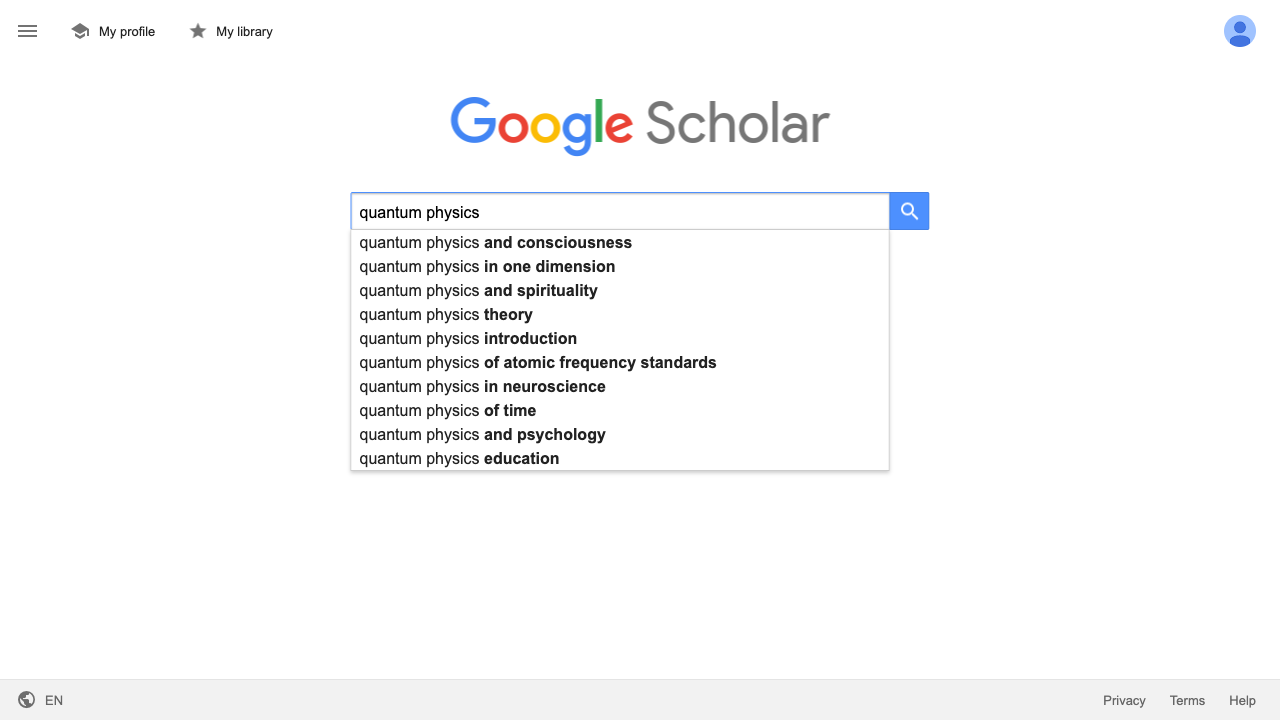 My profile
My library
Google Scholar
quantum physics
quantum physics and consciousness
quantum physics in one dimension
quantum physics and spirituality
quantum physics theory
quantum physics introduction
quantum physics of atomic frequency standards
quantum physics in neuroscience
quantum physics of time
quantum physics and psychology
quantum physics education
EN
Privacy
Terms
Help